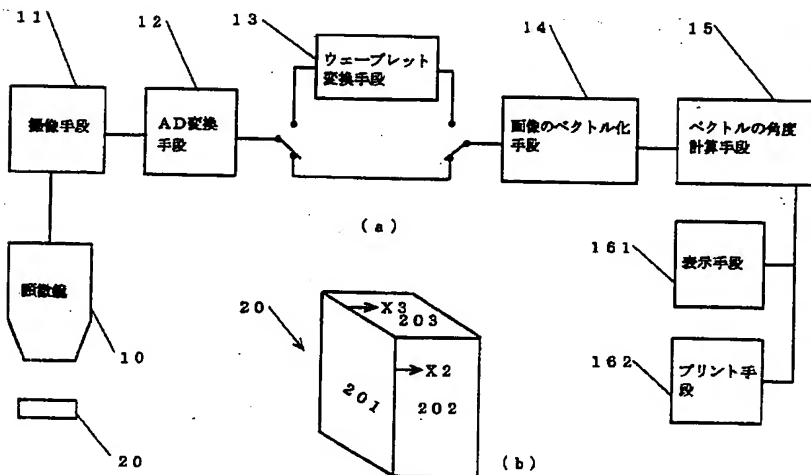 11
12
13
14
15
撮像手段
AD変換
手段
ウェーブレット
変換手段
画像のベクトル化
手段
ベクトルの角度
計算手段
(a)
161
表示手段
162
プリント手
段
顕微鏡
10
20
20
X3
203
X2
201
202
(b)